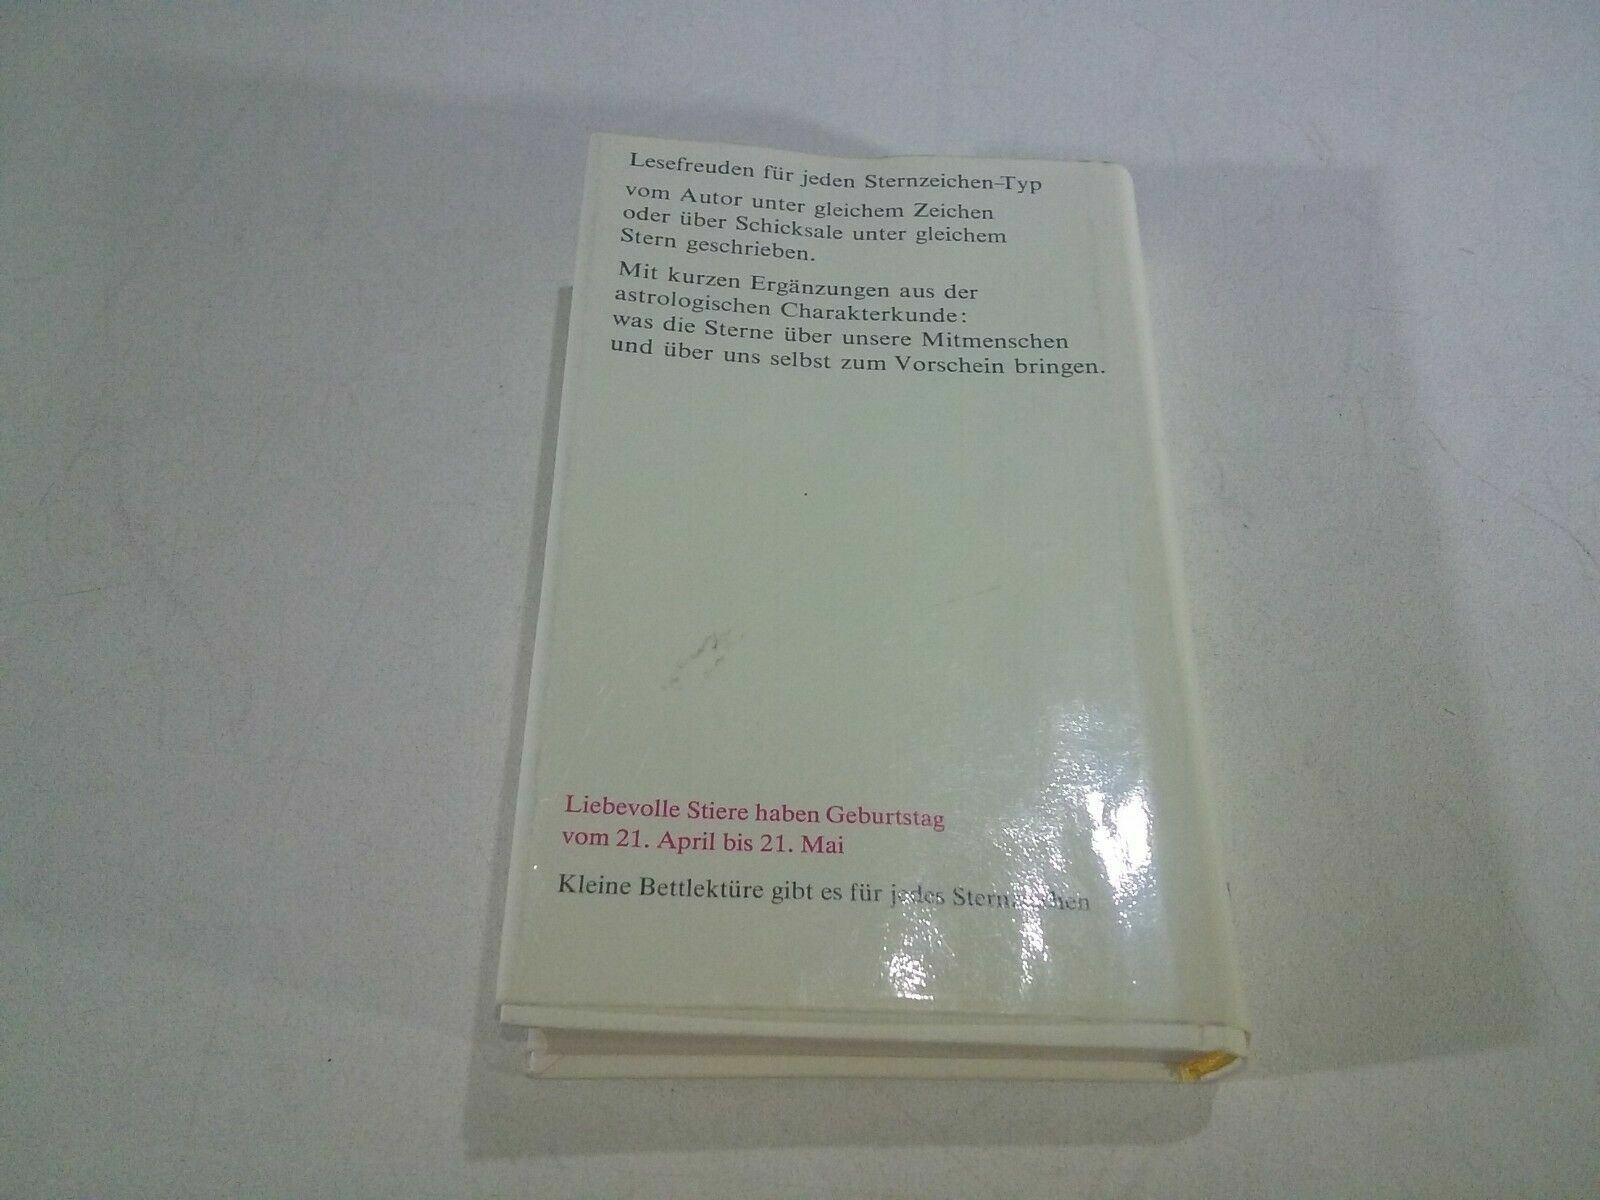 Lesefreuden für jeden Sternzeichen-Typ
vom Autor unter gleichem Zeichen
oder über Schicksale unter gleichem
Stern geschrieben.
Mit kurzen Ergänzungen aus der
astrologischen Charakterkunde:
was die Sterne über unsere Mitmenschen
und über uns selbst zum Vorschein bringen.
Liebevolle Stiere haben Geburtstag
vom 21. April bis 21. Mai
Kleine Bettlektüre gibt es für jedes Sternzeichen